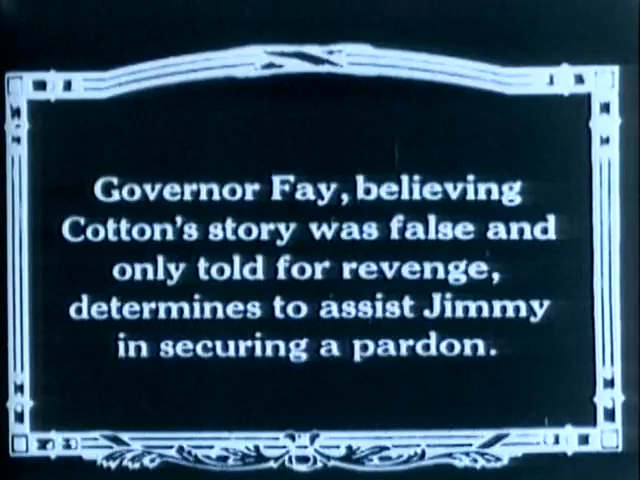 Governor Fay, believing
Cotton's story was false and
only told for revenge,
determines to assist Jimmy
in securing a pardon.